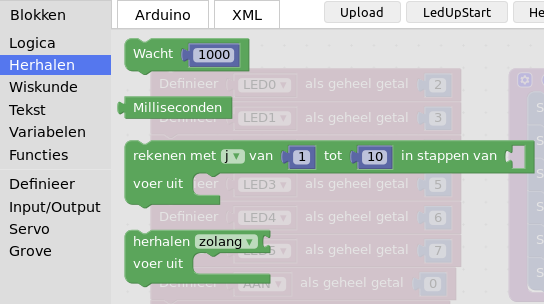 Blokken
Arduino
XML
Upload
LedUpStart
He
Logica
Herhalen
Wiskunde
Tekst
Variabelen
Functies
Definieer
Input/Output
Servo
Grove
Wacht 1000
Milliseconden
rekenen met j van 1 tot 10 in stappen van
voer uit
herhalen zolang
voer uit
Definieer LED0 als geheel getal 2
LED1 als geheel getal 3
LED3 als geheel getal 5
Definieer LED4 als geheel getal 6
als geheel getal 7
AAN als geheel getal 0